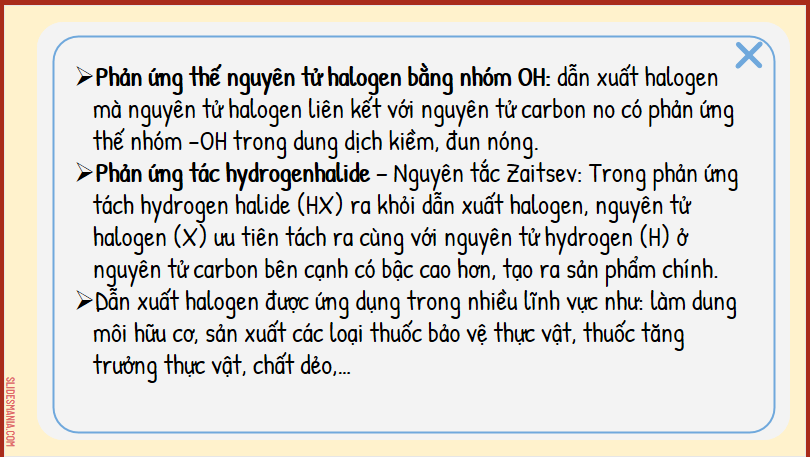 ➢Phản ứng thế nguyên tử halogen bằng nhóm OH: dẫn xuất halogen
mà nguyên tử halogen liên kết với nguyên tử carbon no có phản ứng
thế nhóm –OH trong dung dịch kiềm, đun nóng.
➢Phản ứng tác hydrogenhalide – Nguyên tắc Zaitsev: Trong phản ứng
tách hydrogen halide (HX) ra khỏi dẫn xuất halogen, nguyên tử
halogen (X) ưu tiên tách ra cùng với nguyên tử hydrogen (H) ở
nguyên tử carbon bên cạnh có bậc cao hơn, tạo ra sản phẩm chính.
➢Dẫn xuất halogen được ứng dụng trong nhiều lĩnh vực như: làm dung
môi hữu cơ, sản xuất các loại thuốc bảo vệ thực vật, thuốc tăng
trưởng thực vật, chất dẻo,...
SLIDESMANIA.COM